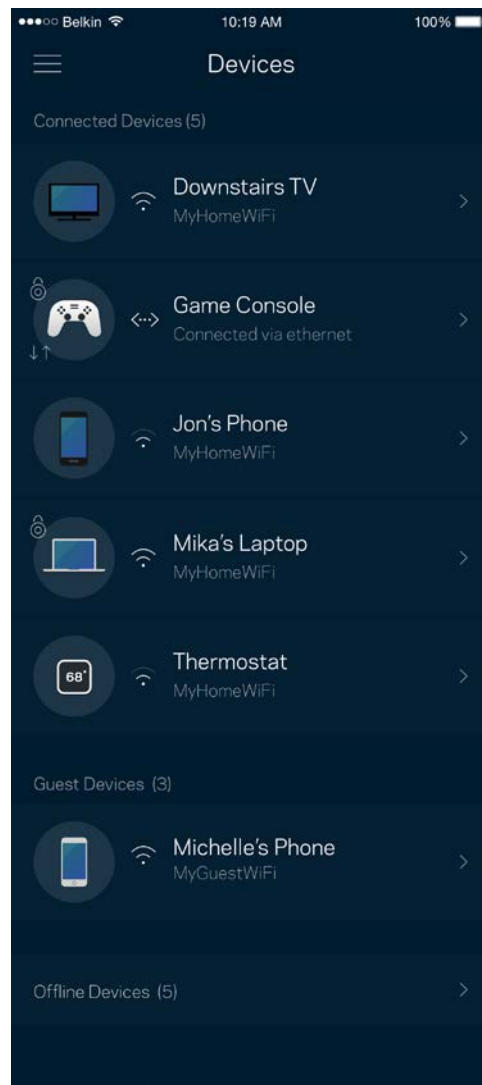 Belkin 10:19 AM 100%
Devices
Connected Devices (5)
Downstairs TV
MyHomeWiFi
Game Console
Connected via ethernet
Jon's Phone
MyHomeWiFi
Mika's Laptop
MyHomeWiFi
68°
Thermostat
MyHomeWiFi
Guest Devices (3)
Michelle's Phone
MyGuestWiFi
Offline Devices (5)